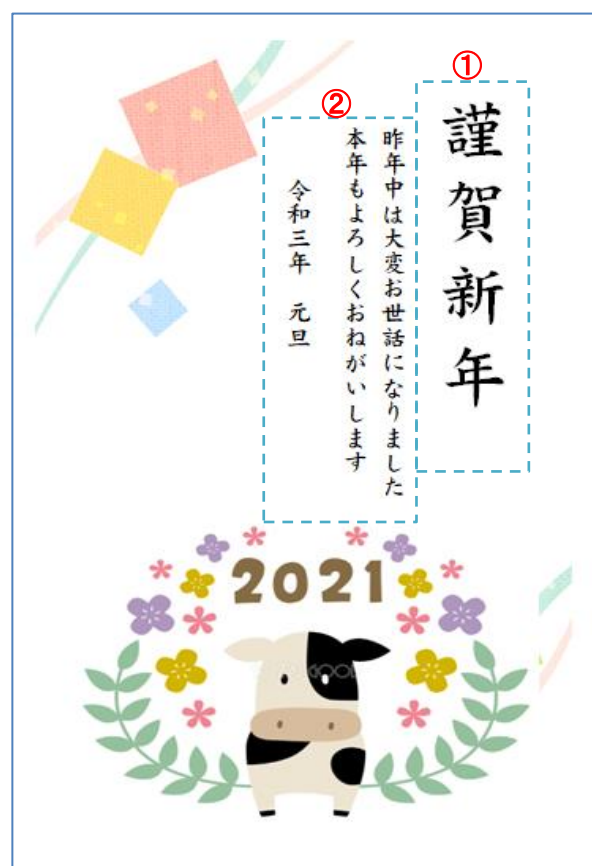 ①
謹賀新年
②
昨年中は大変お世話になりました
本年もよろしくおねがいします
令和三年　元旦
2021